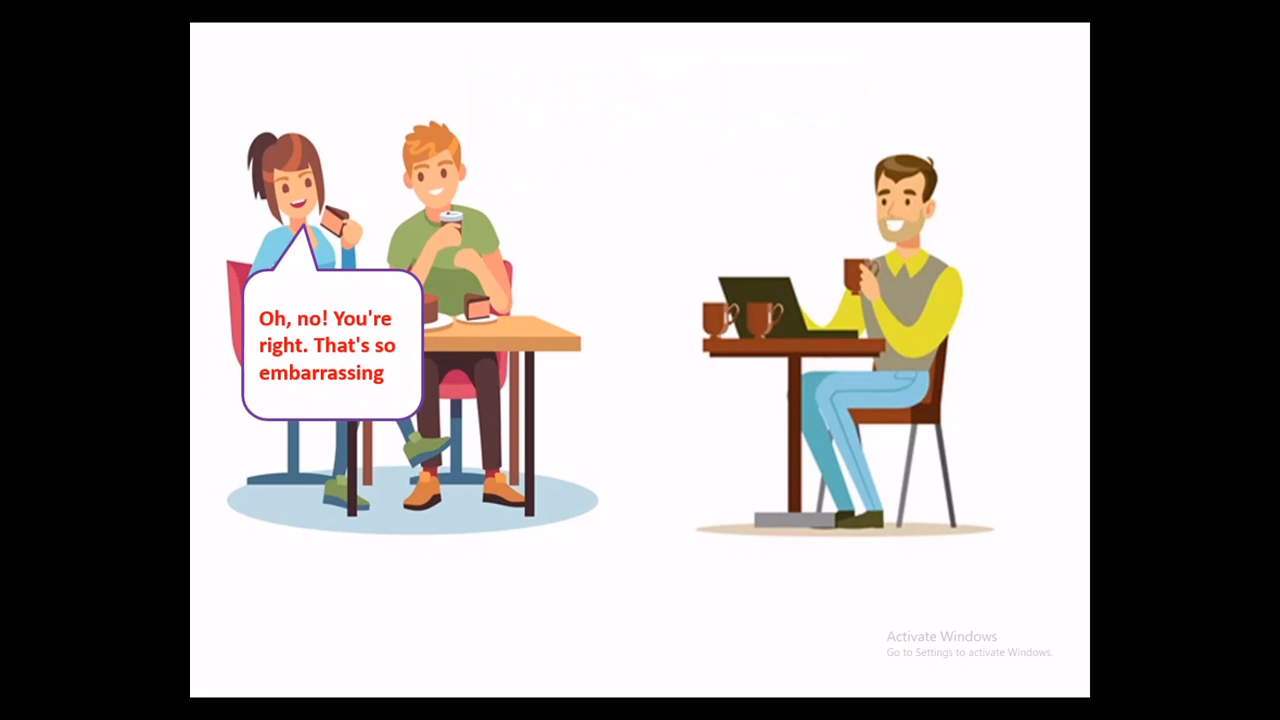 Oh, no! You're
right. That's so
embarrassing
Activate Windows
Go to Settings to activate Windows.